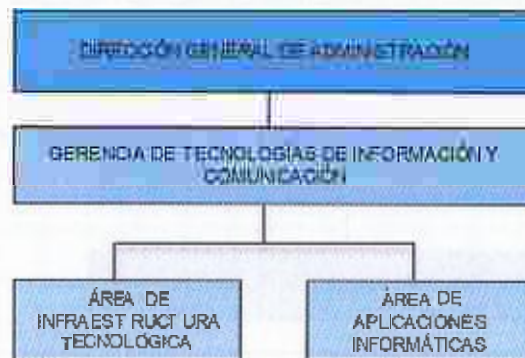 DIRECCIÓN GENERAL DE ADMINISTRACIÓN
GERENCIA DE TECNOLOGÍAS DE INFORMACIÓN Y
COMUNICACIÓN
ÁREA DE
INFRAESTRUCTURA
TECNOLÓGICA
ÁREA DE
APLICACIONES
INFORMÁTICAS